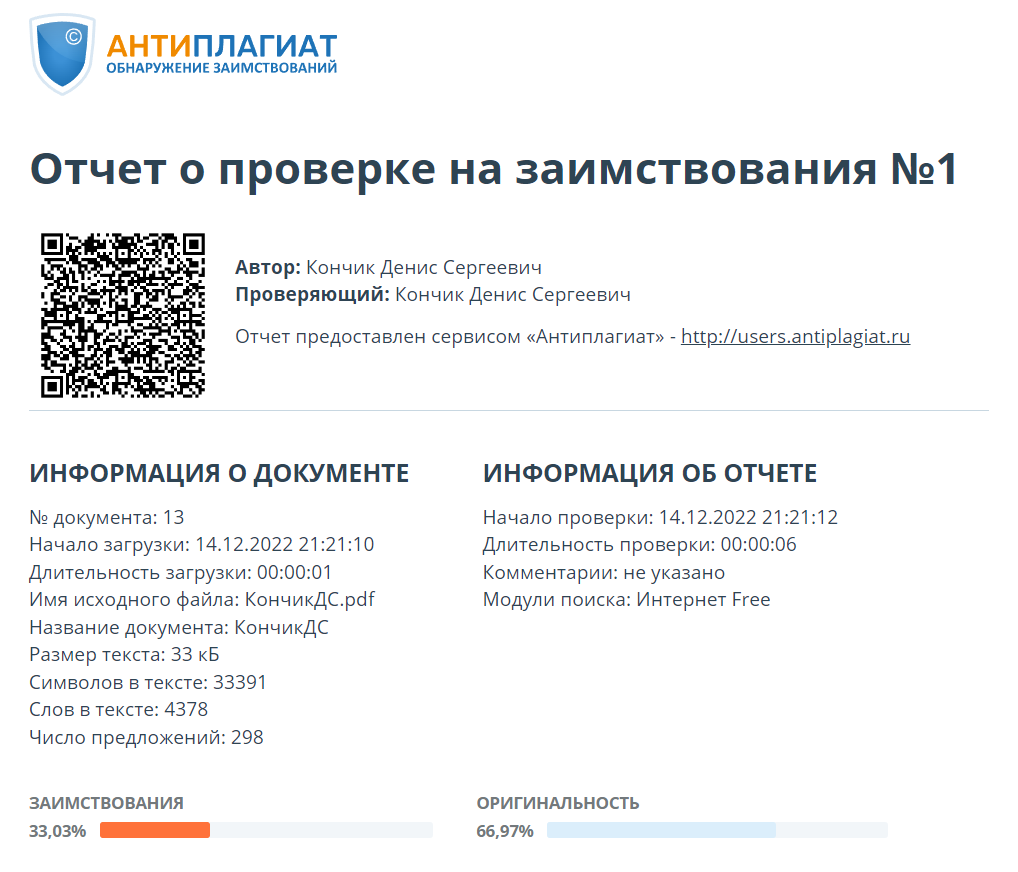 ©
АНТИПЛАГИАТ
ОБНАРУЖЕНИЕ ЗАИМСТВОВАНИЙ
Отчет о проверке на заимствования №1
Автор: Кончик Денис Сергеевич
Проверяющий: Кончик Денис Сергеевич
Отчет предоставлен сервисом «Антиплагиат» - http://users.antiplagiat.ru
ИНФОРМАЦИЯ О ДОКУМЕНТЕ
№ документа: 13
Начало загрузки: 14.12.2022 21:21:10
Длительность загрузки: 00:00:01
Имя исходного файла: КончикДС.pdf
Название документа: КончикДС
Размер текста: 33 кБ
Символов в тексте: 33391
Слов в тексте: 4378
Число предложений: 298
ИНФОРМАЦИЯ ОБ ОТЧЕТЕ
Начало проверки: 14.12.2022 21:21:12
Длительность проверки: 00:00:06
Комментарии: не указано
Модули поиска: Интернет Free
ЗАИМСТВОВАНИЯ
33,03%
ОРИГИНАЛЬНОСТЬ
66,97%